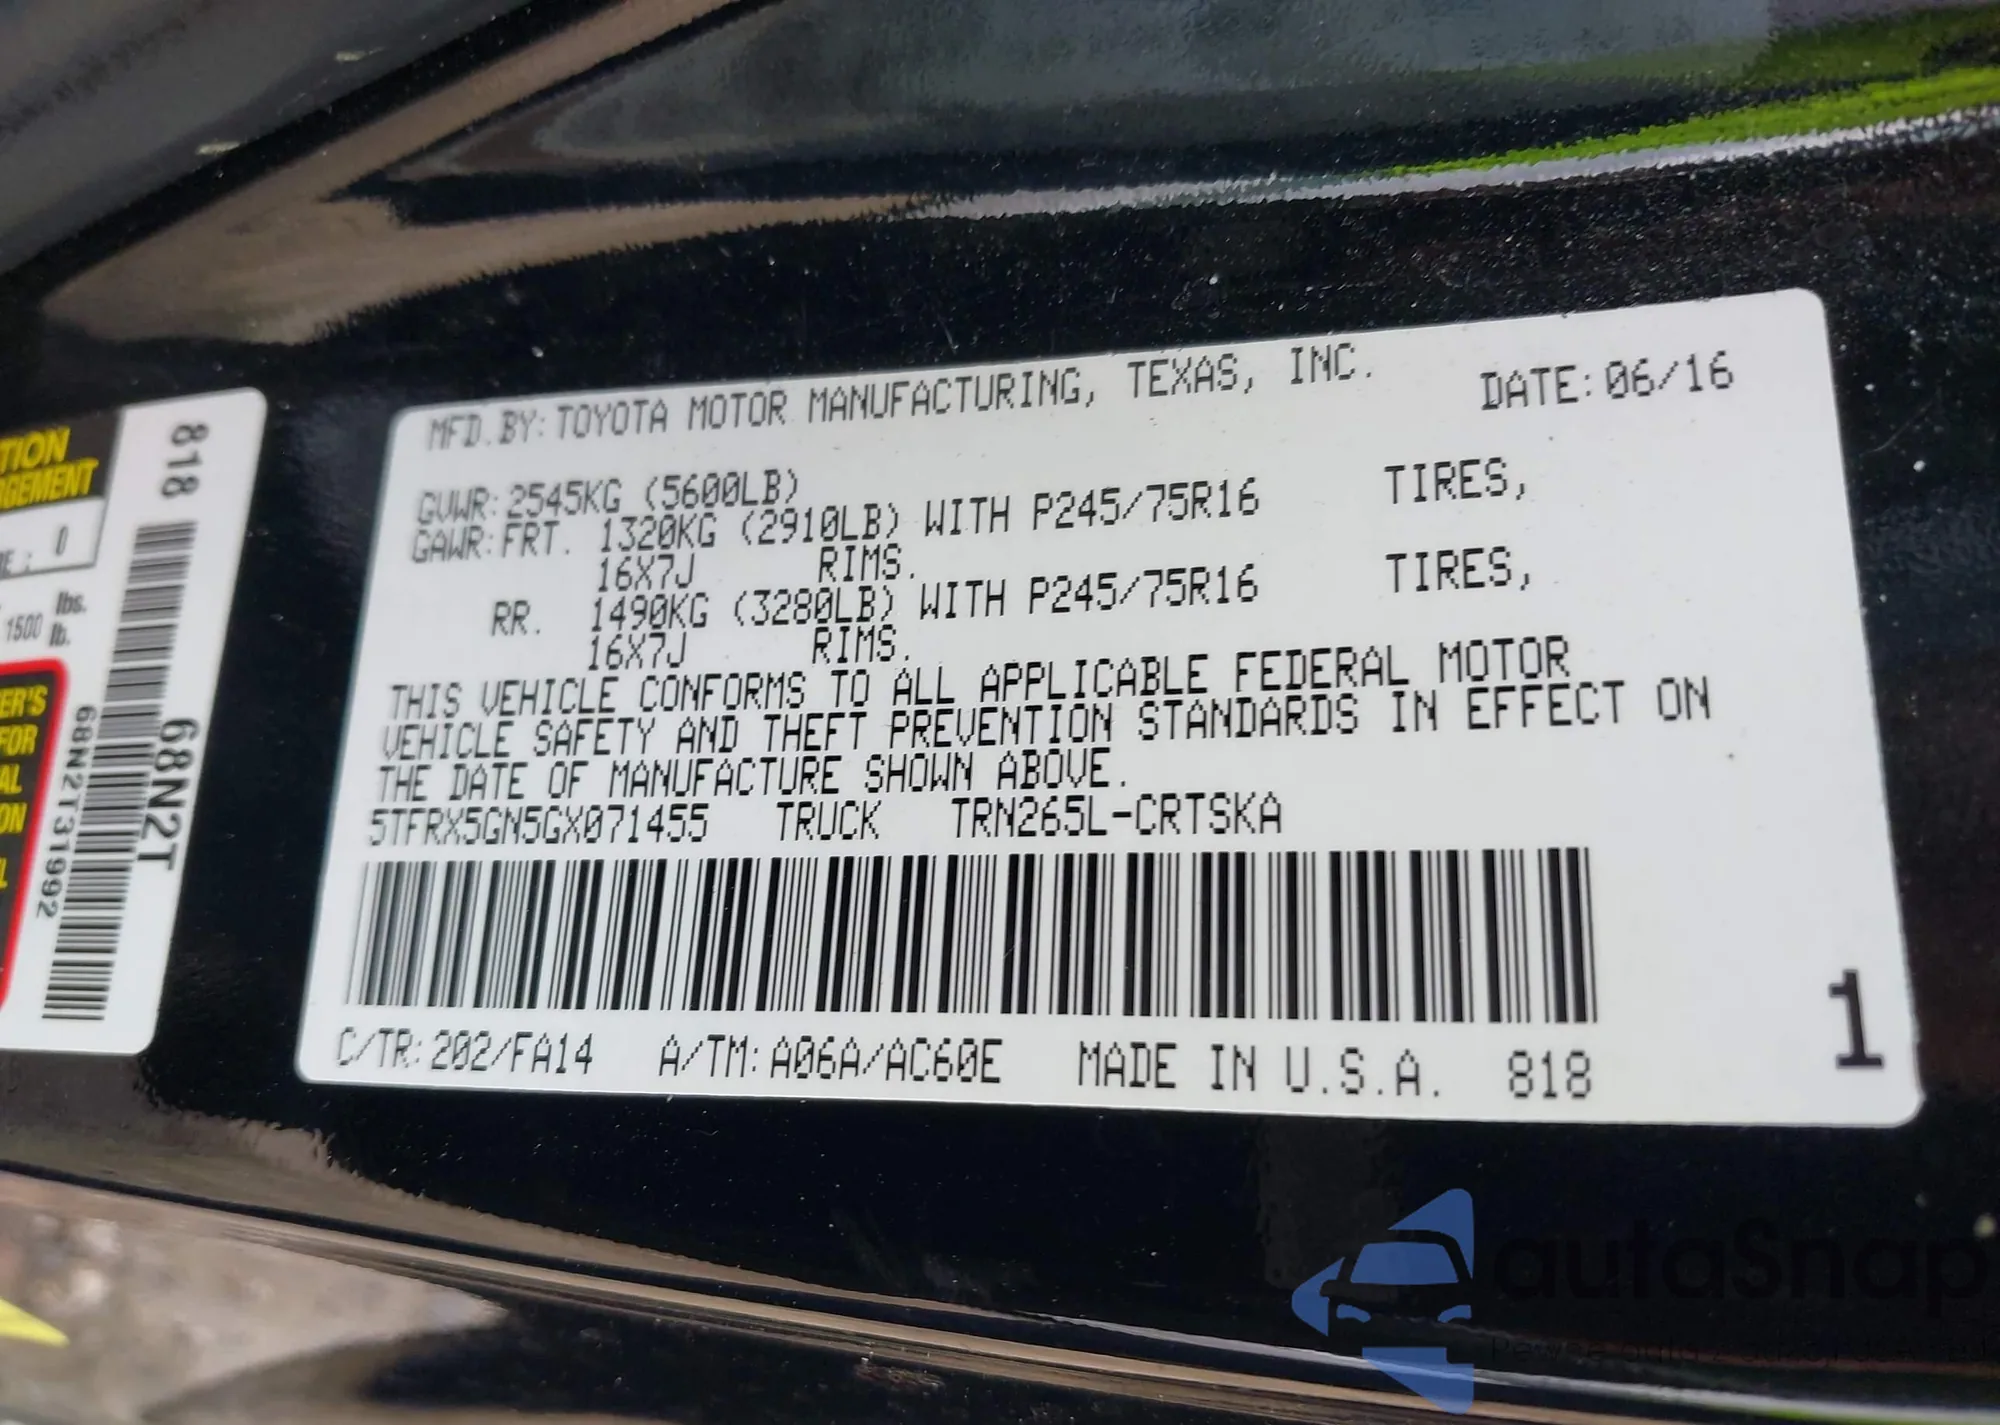 MFD.BY: TOYOTA MOTOR MANUFACTURING, TEXAS, INC. DATE: 06/16
GVWR: 2545KG (5600LB)
GAWR: FRT. 1320KG (2910LB) WITH P245/75R16 TIRES,
16X7J RIMS.
RR. 1490KG (3280LB) WITH P245/75R16 TIRES,
16X7J RIMS.
THIS VEHICLE CONFORMS TO ALL APPLICABLE FEDERAL MOTOR
VEHICLE SAFETY AND THEFT PREVENTION STANDARDS IN EFFECT ON
THE DATE OF MANUFACTURE SHOWN ABOVE.
5TFRX5GN5GX071455 TRUCK TRN265L-CRTSKA
C/TR: 202/FA14 A/TM: A06A/AC60E MADE IN U.S.A. 818
1
818
68N2T
68N2T31992
0
1500 lbs.
lb.
FOR
autoSnap